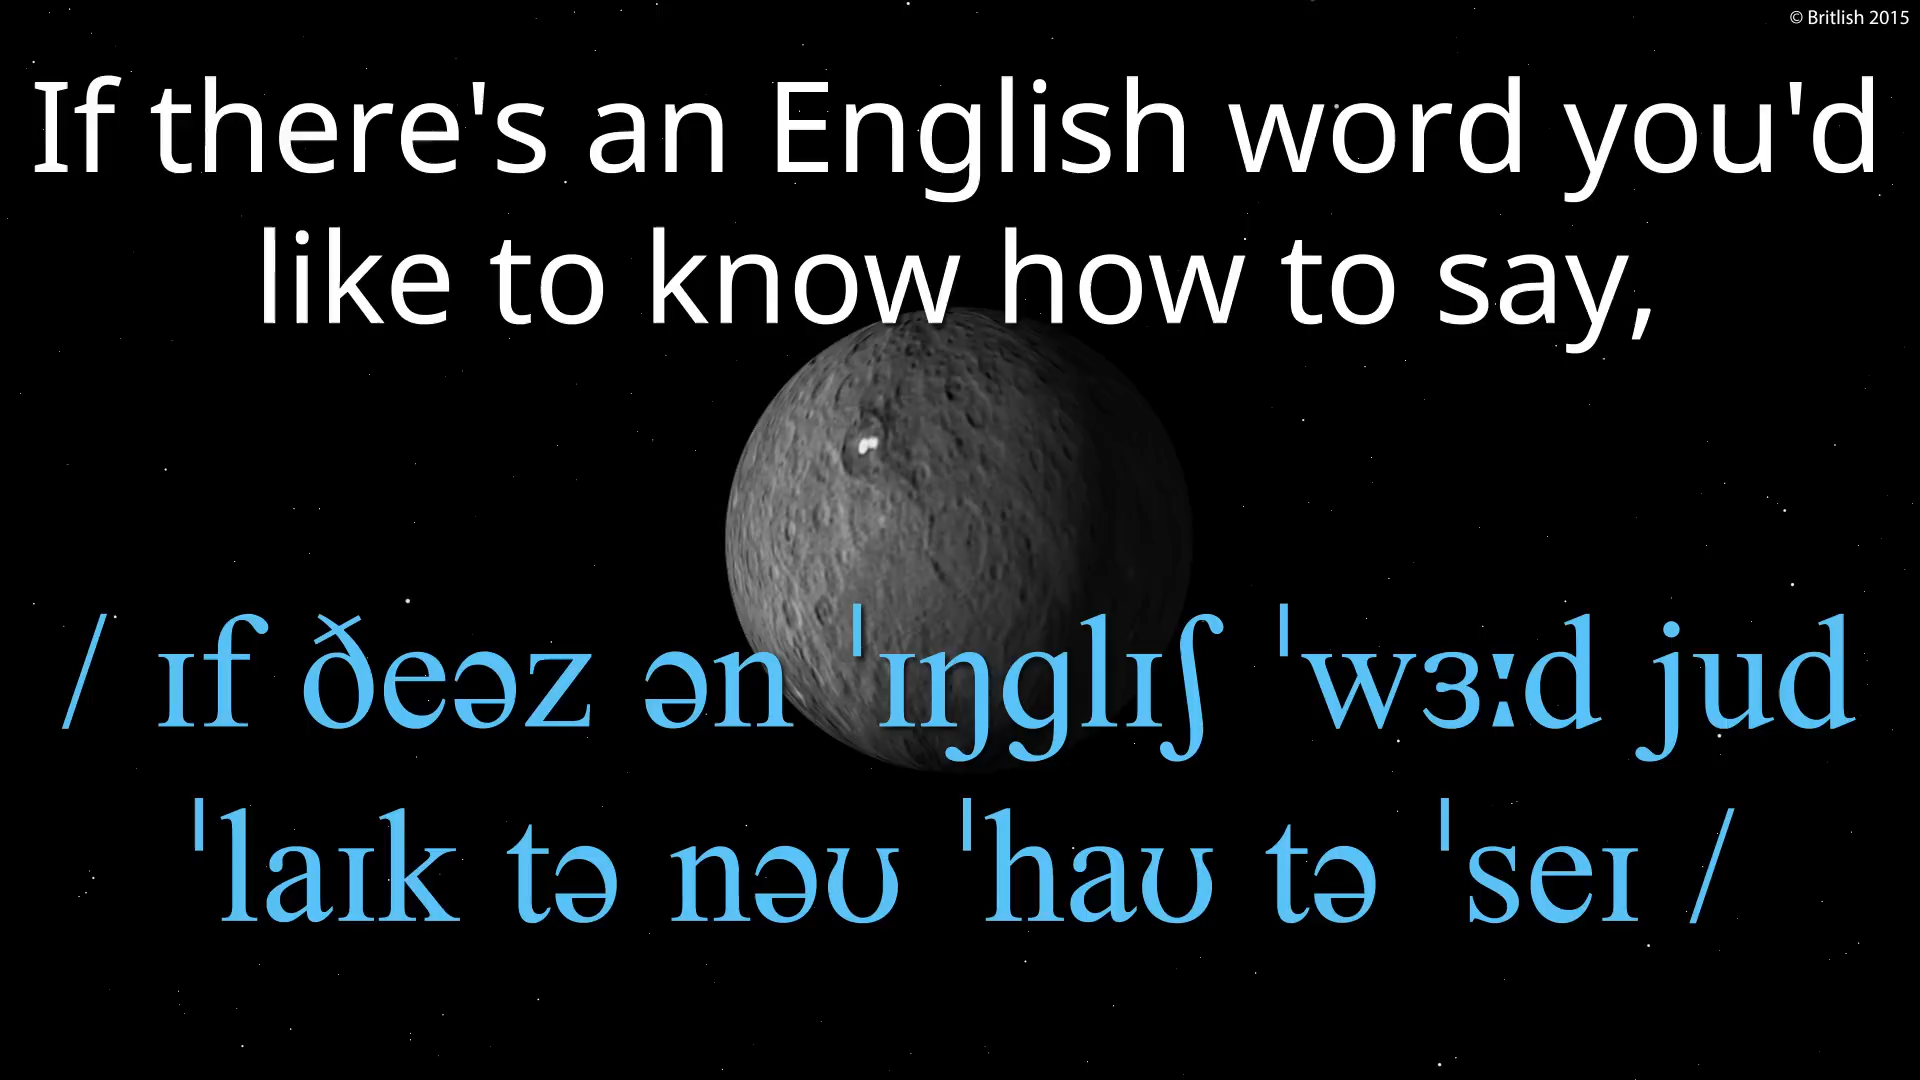 © Britlish 2015
If there's an English word you'd
like to know how to say,
/ ɪf ðeəz ən ˈɪŋglɪʃ ˈwɜːd jud
ˈlaɪk tə nəʊ ˈhaʊ tə ˈseɪ /